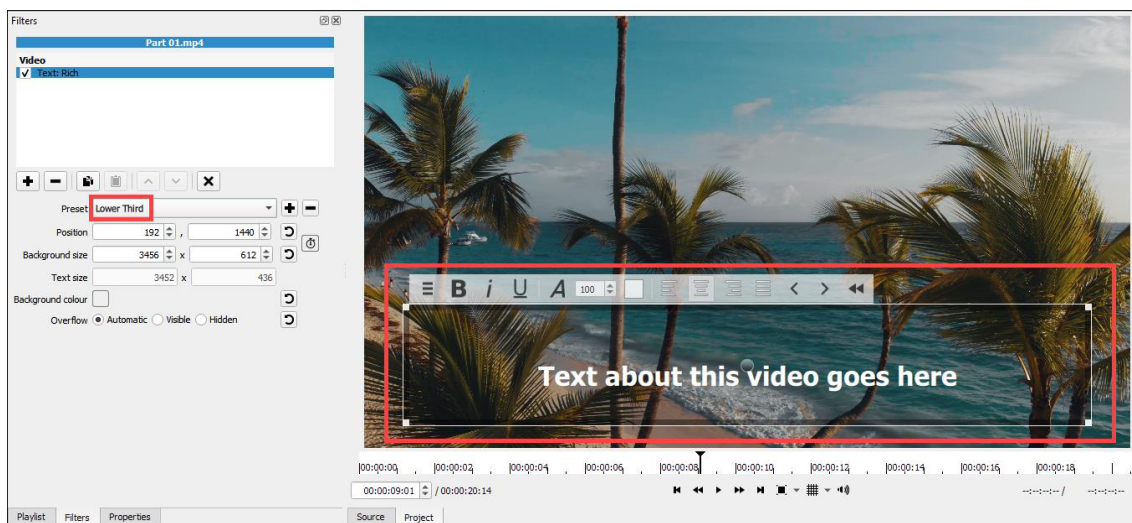 Filters
Part 01.mp4
Video
Text: Rich
Preset Lower Third
Position 192 , 1440
Background size 3456 x 612
Text size 3452 x 436
Background colour
Overflow Automatic Visible Hidden
B i U A 100
Text about this video goes here
00:00:00 00:00:02 00:00:04 00:00:06 00:00:08 00:00:10 00:00:12 00:00:14 00:00:16 00:00:18
00:00:09:01 / 00:00:20:14 --:--:--:-- / --:--:--:--
Playlist Filters Properties Source Project